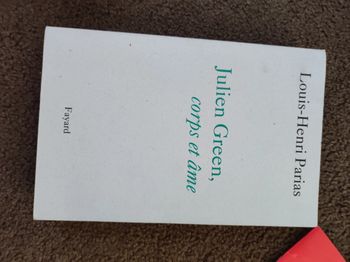 Louis-Henri Parias
Julien Green,
corps et âme
Fayard